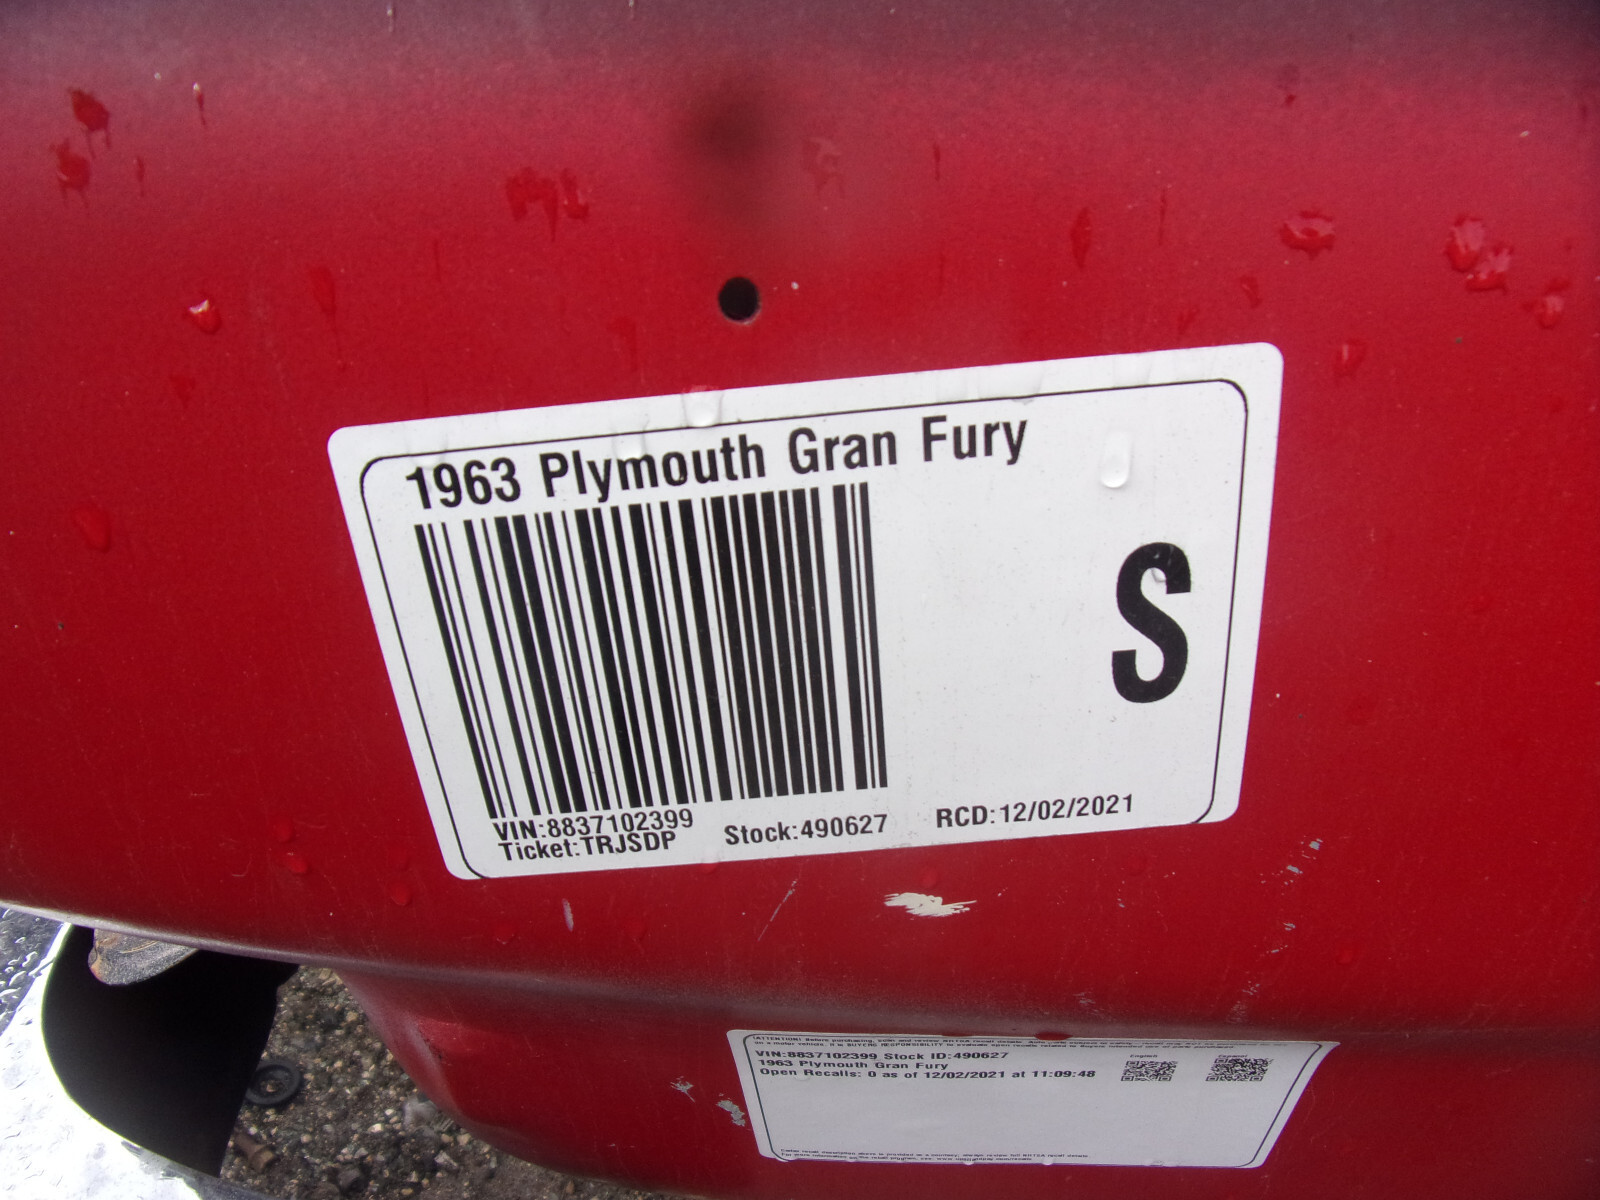 1963 Plymouth Gran Fury
S
VIN:8837102399
Ticket:TRJSDP
Stock:490627
RCD:12/02/2021
VIN:8837102399 Stock ID:490627
1963 Plymouth Gran Fury
Open Recalls: 0 as of 12/02/2021 at 11:09:48
English